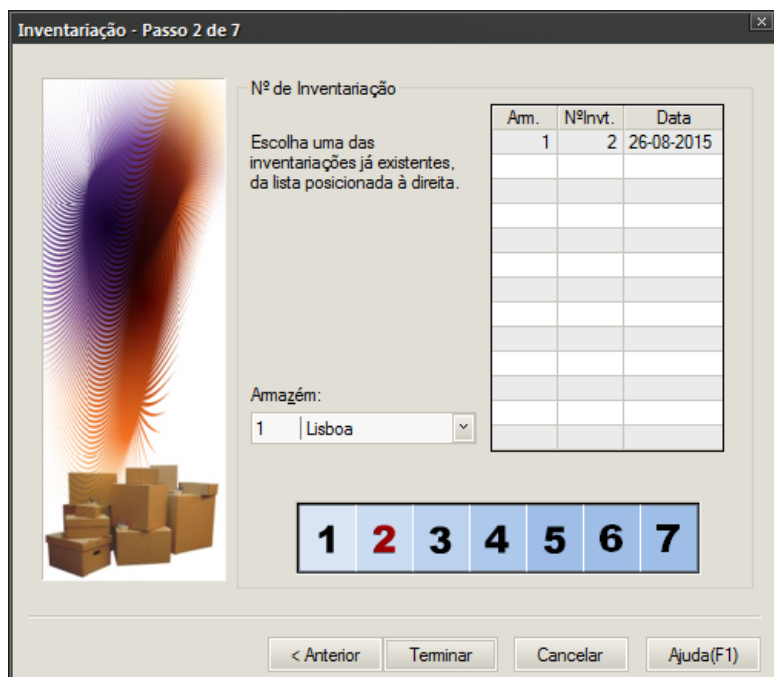 Inventariação - Passo 2 de 7
Nº de Inventariação
Escolha uma das
inventariações já existentes,
da lista posicionada à direita.
Arm. NºInvt. Data
1 2 26-08-2015
Armazém:
1 Lisboa
1 2 3 4 5 6 7
< Anterior Terminar Cancelar Ajuda(F1)